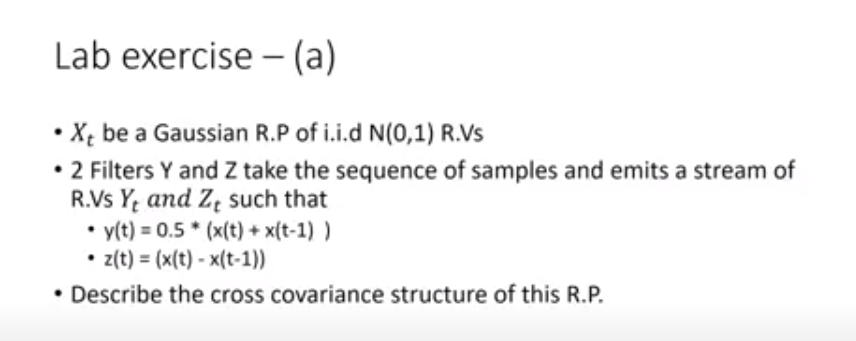 Lab exercise – (a)
• X_t be a Gaussian R.P of i.i.d N(0,1) R.Vs
• 2 Filters Y and Z take the sequence of samples and emits a stream of
R.Vs Y_t and Z_t such that
• y(t) = 0.5 * (x(t) + x(t-1) )
• z(t) = (x(t) - x(t-1))
• Describe the cross covariance structure of this R.P.